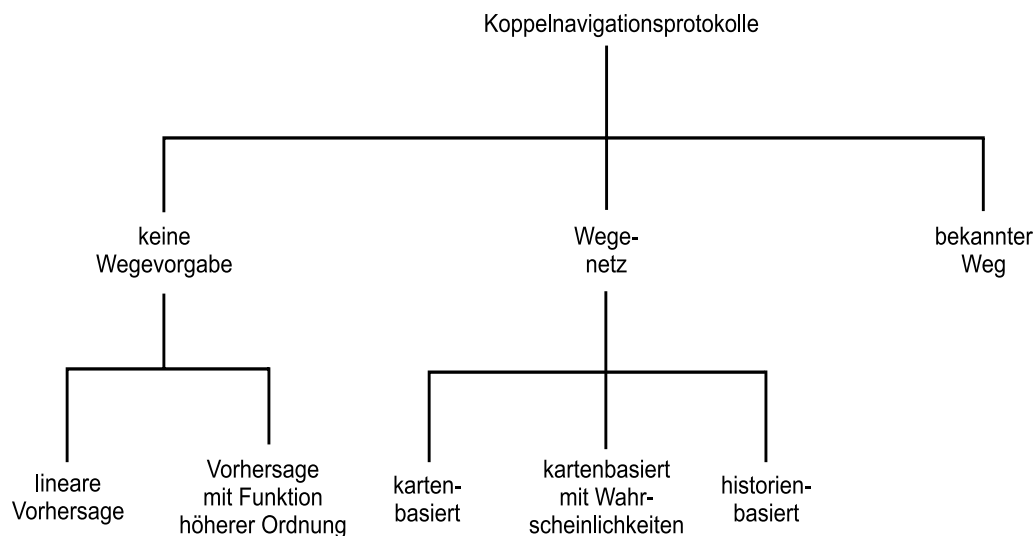 Koppelnavigationsprotokolle
keine
Wegevorgabe
Wege-
netz
bekannter
Weg
lineare
Vorhersage
Vorhersage
mit Funktion
höherer Ordnung
karten-
basiert
kartenbasiert
mit Wahr-
scheinlichkeiten
historien-
basiert